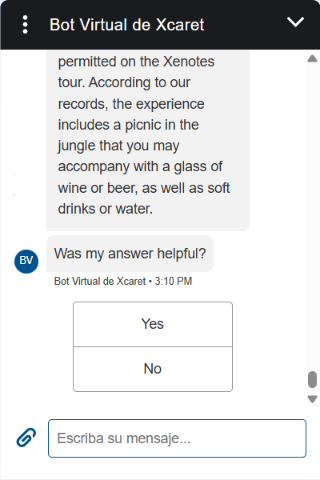 Bot Virtual de Xcaret
permitted on the Xenotes
tour. According to our
records, the experience
includes a picnic in the
jungle that you may
accompany with a glass of
wine or beer, as well as soft
drinks or water.
Was my answer helpful?
BV
Bot Virtual de Xcaret • 3:10 PM
Yes
No
Escriba su mensaje...